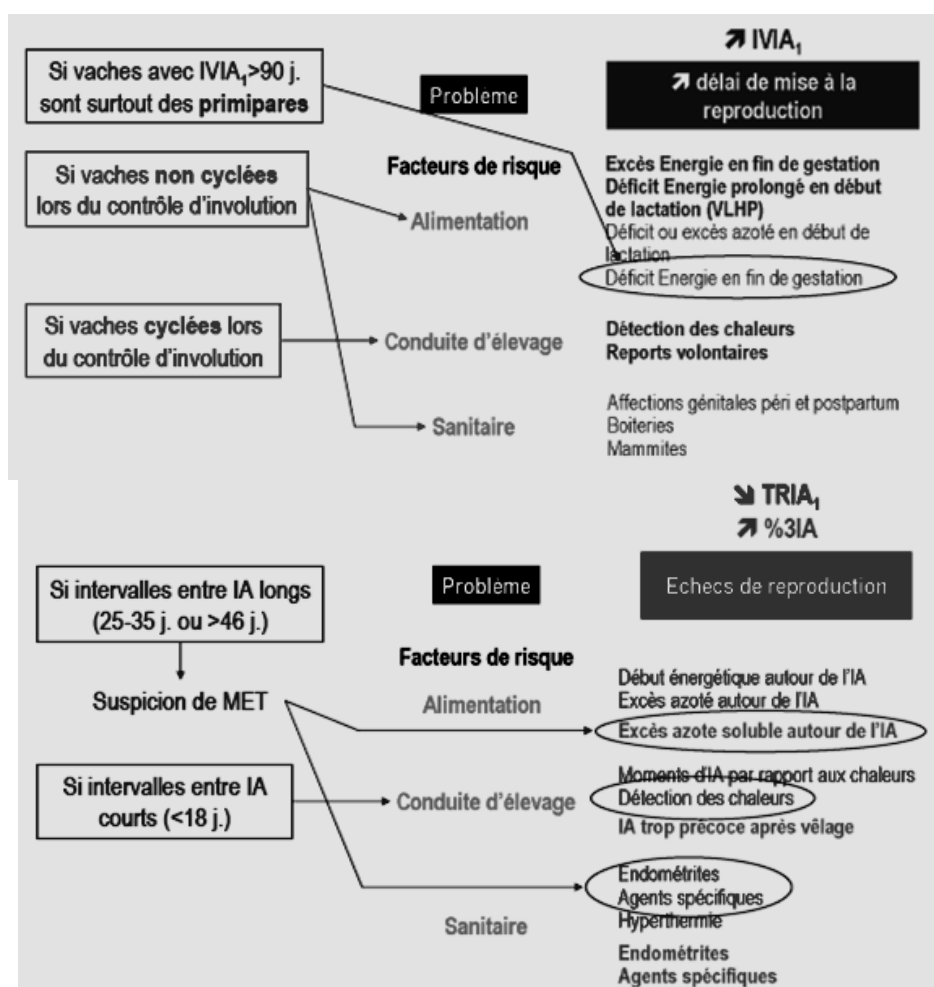 ↗ IVIA₁
Si vaches avec IVIA₁>90 j.
sont surtout des primipares
Problème
↗ délai de mise à la
reproduction
Si vaches non cyclées
lors du contrôle d'involution
Facteurs de risque
Alimentation
Excès Energie en fin de gestation
Déficit Energie prolongé en début
de lactation (VLHP)
Déficit ou excès azoté en début de
lactation
Déficit Energie en fin de gestation
Si vaches cyclées lors
du contrôle d'involution
Conduite d'élevage
Détection des chaleurs
Reports volontaires
Sanitaire
Affections génitales péri et postpartum
Boiteries
Mammites
↘ TRIA₁
↗ %3IA
Si intervalles entre IA longs
(25-35 j. ou >46 j.)
Problème
Echecs de reproduction
Suspicion de MET
Facteurs de risque
Alimentation
Début énergétique autour de l'IA
Excès azoté autour de l'IA
Excès azote soluble autour de l'IA
Si intervalles entre IA
courts (<18 j.)
Conduite d'élevage
Moments d'IA par rapport aux chaleurs
Détection des chaleurs
IA trop précoce après vêlage
Sanitaire
Endométrites
Agents spécifiques
Hyperthermie
Endométrites
Agents spécifiques